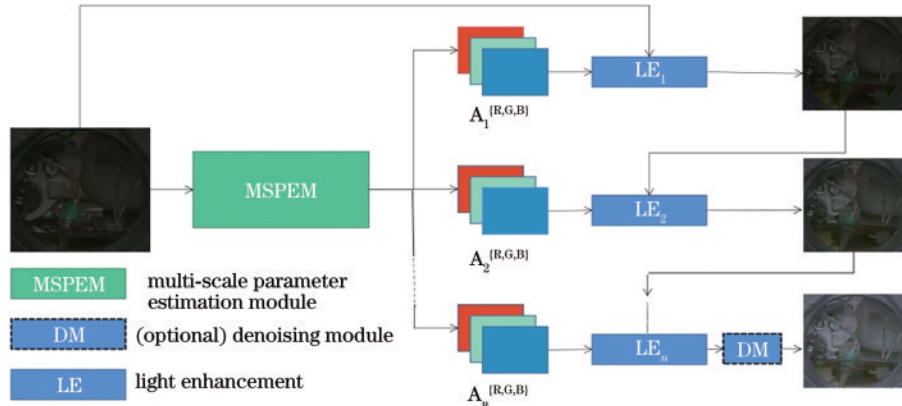 A₁{R,G,B}
LE₁
MSPEM
A₂{R,G,B}
LE₂
MSPEM
multi-scale parameter
estimation module
DM
(optional) denoising module
LE
light enhancement
Aₙ{R,G,B}
LEₙ
DM